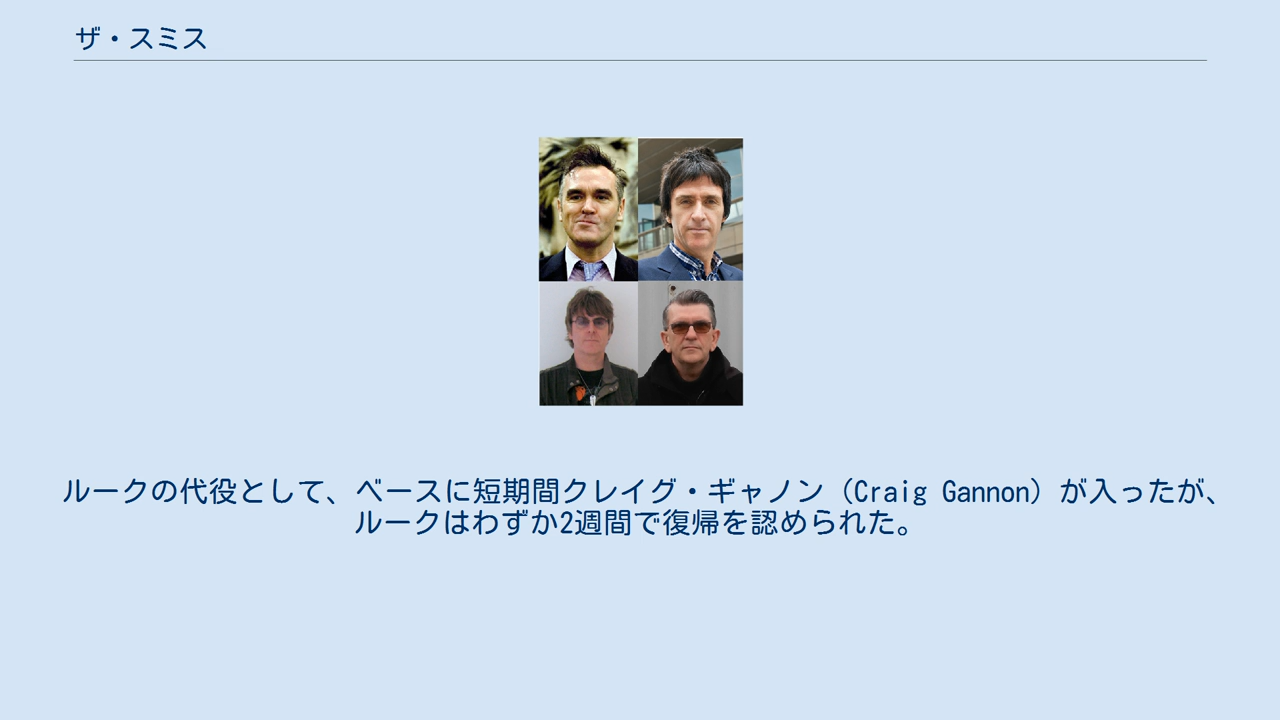 ザ・スミス
ルークの代役として、ベースに短期間クレイグ・ギャノン（Craig Gannon）が入ったが、
ルークはわずか2週間で復帰を認められた。